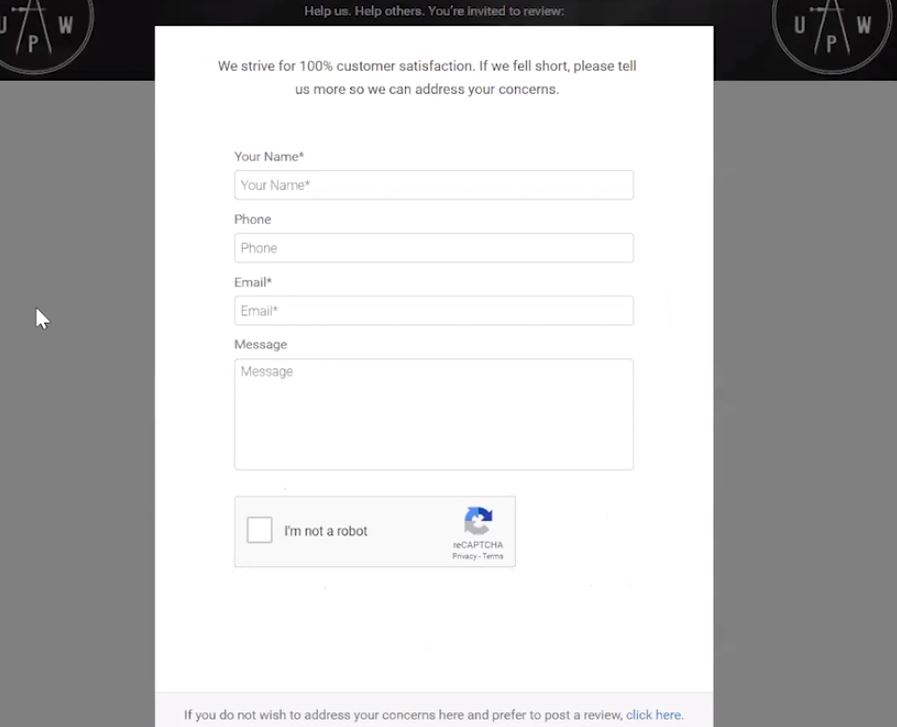 Help us. Help others. You're invited to review:
U P W
U P W
We strive for 100% customer satisfaction. If we fell short, please tell
us more so we can address your concerns.
Your Name*
Your Name*
Phone
Phone
Email*
Email*
Message
Message
I'm not a robot
reCAPTCHA
Privacy - Terms
If you do not wish to address your concerns here and prefer to post a review, click here.